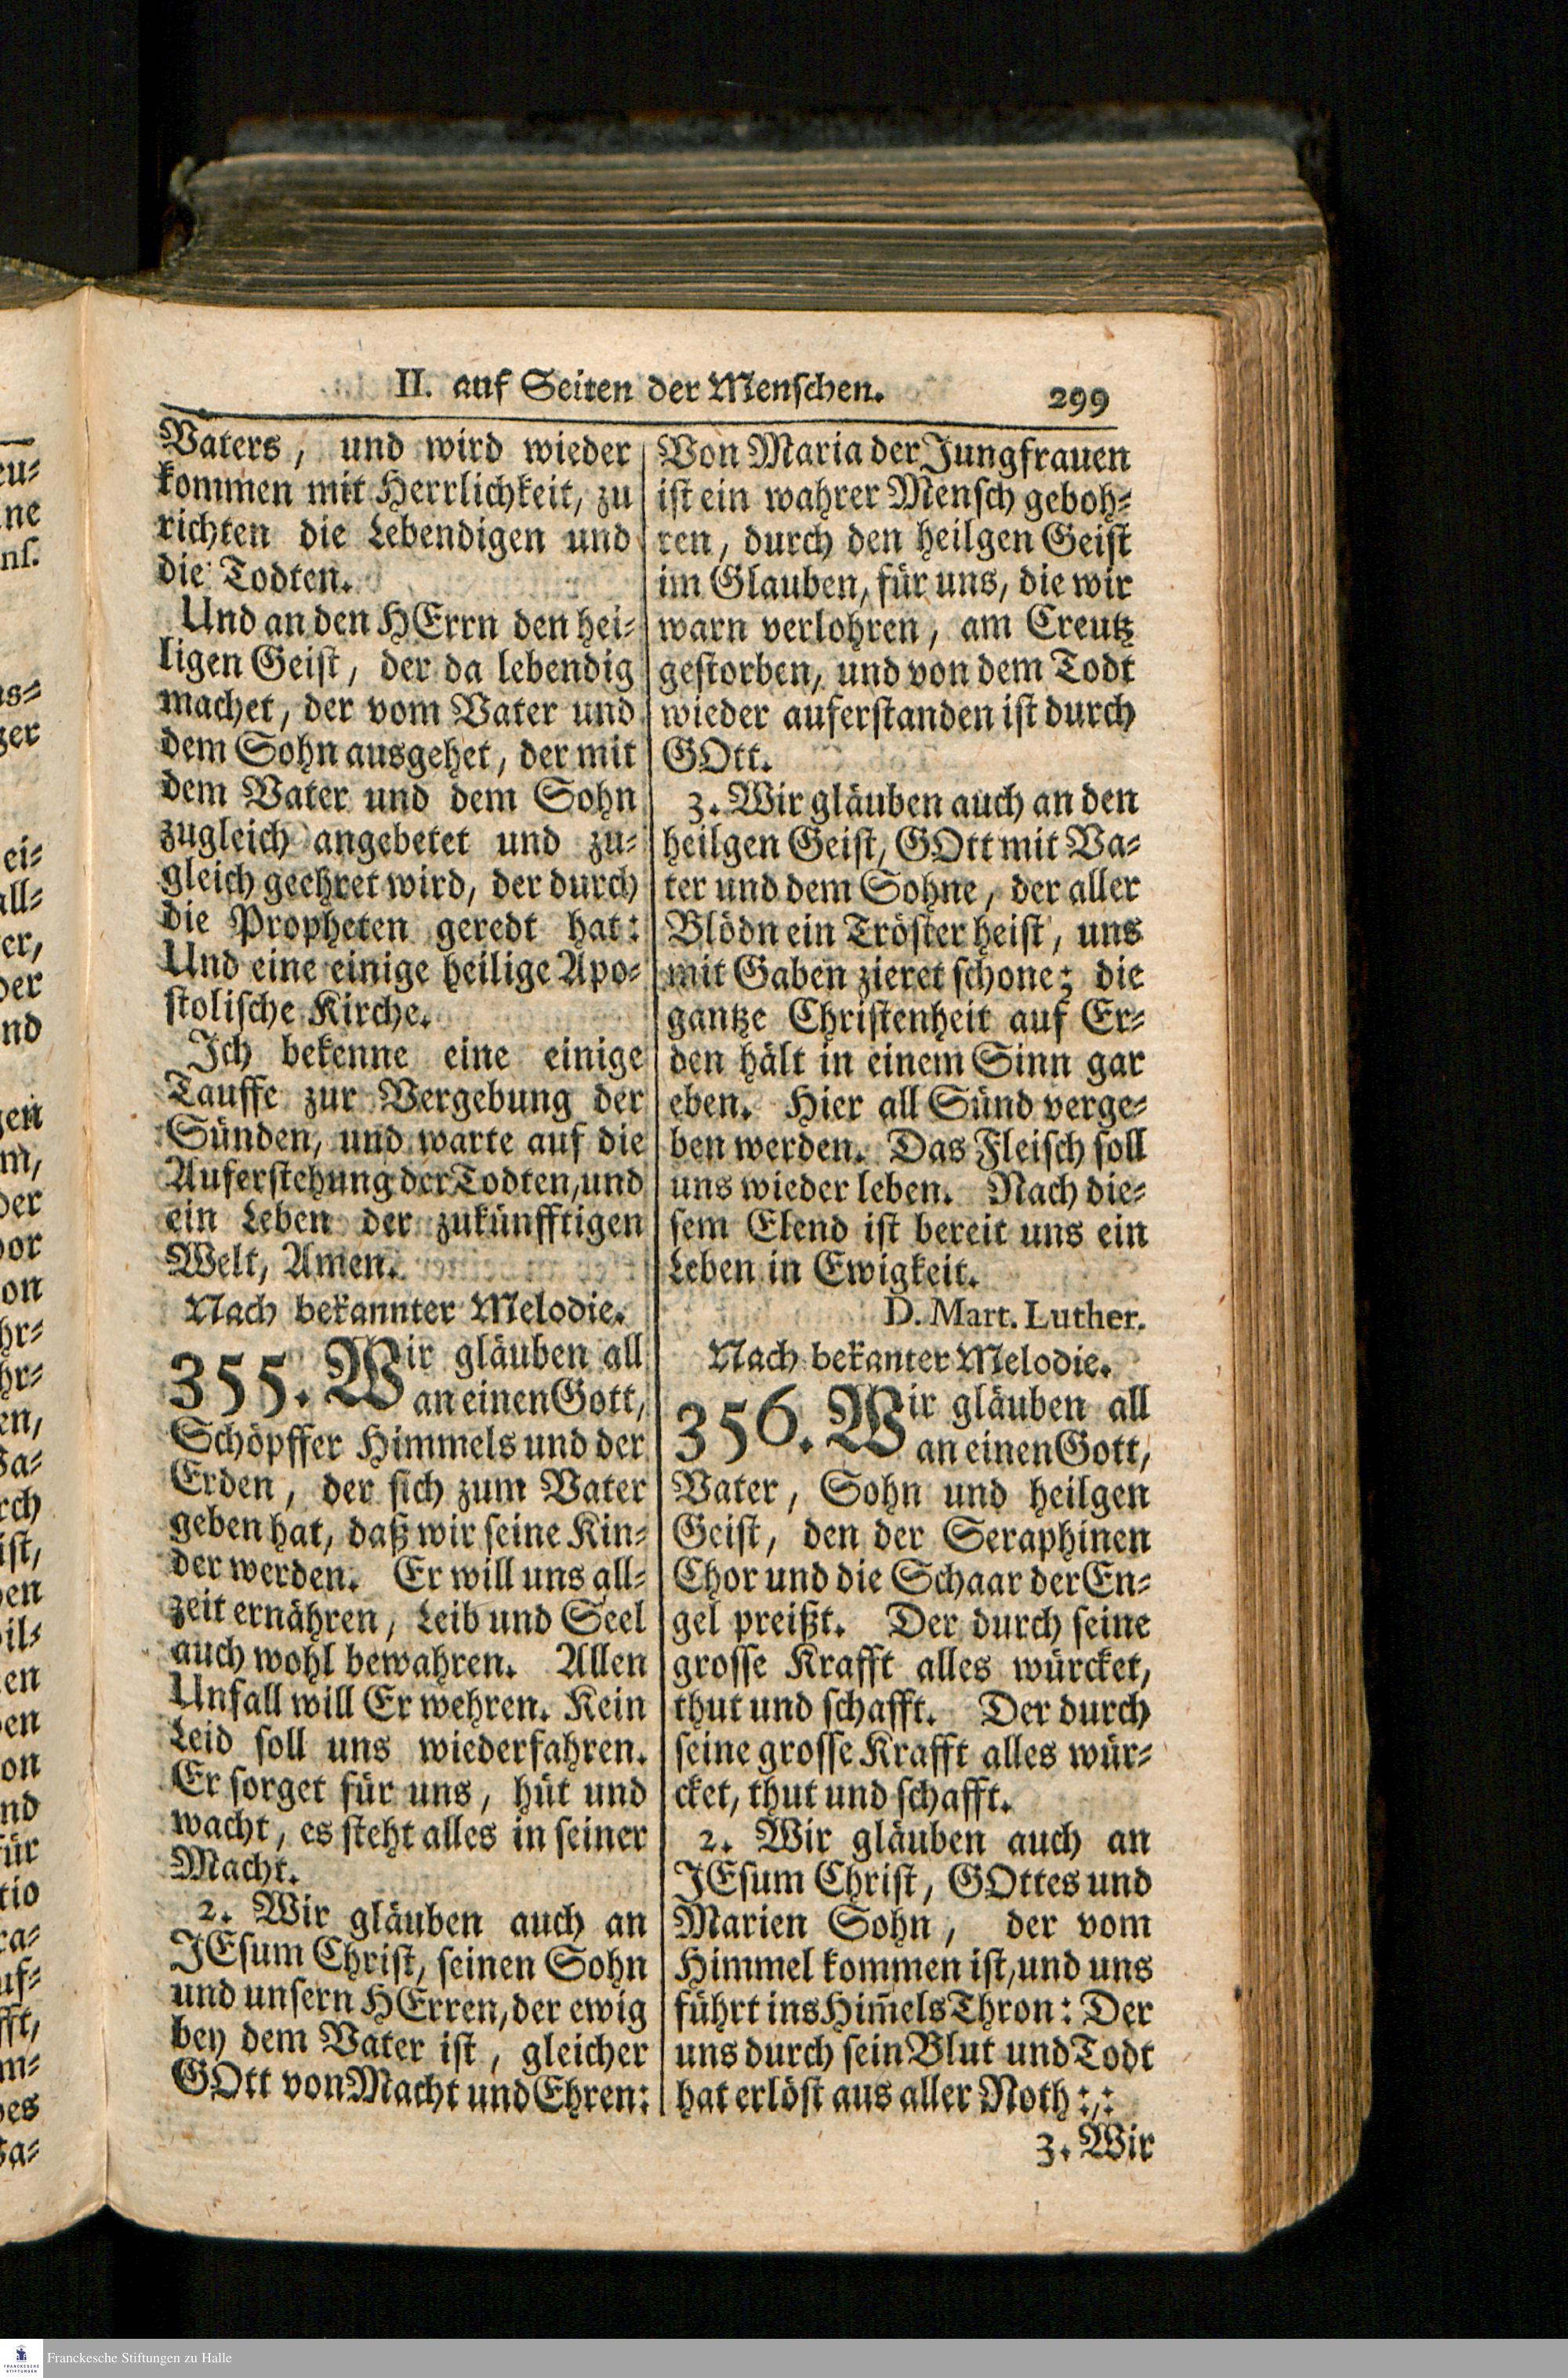 II. auf Seiten der Menschen.
299
Vaters, und wird wieder
kommen mit Herrlichkeit, zu
richten die Lebendigen und
die Todten.
Und an den HErrn den hei⸗
ligen Geist, der da lebendig
machet, der vom Vater und
dem Sohn ausgehet, der mit
dem Vater und dem Sohn
zugleich angebetet und zu⸗
gleich geehret wird, der durch
die Propheten geredt hat:
Und eine einige heilige Apo⸗
stolische Kirche.
Ich bekenne eine einige
Tauffe zur Vergebung der
Sünden, und warte auf die
Auferstehung der Todten, und
ein Leben der zukünfftigen
Welt, Amen.
Nach bekannter Melodie.
355. Wir gläuben all
an einen Gott,
Schöpffer Himmels und der
Erden, der sich zum Vater
geben hat, daß wir seine Kin⸗
der werden. Er will uns all⸗
zeit ernähren, Leib und Seel
auch wohl bewahren. Allen
Unfall will Er wehren. Kein
Leid soll uns wiederfahren.
Er sorget für uns, hüt und
wacht, es steht alles in seiner
Macht.
2. Wir gläuben auch an
JEsum Christ, seinen Sohn
und unsern HErren, der ewig
bey dem Vater ist, gleicher
GOtt von Macht und Ehren:
Von Maria der Jungfrauen
ist ein wahrer Mensch geboh⸗
ren, durch den heilgen Geist
im Glauben, für uns, die wir
warn verlohren, am Creutz
gestorben, und von dem Todt
wieder auferstanden ist durch
GOtt.
3. Wir gläuben auch an den
heilgen Geist, GOtt mit Va⸗
ter und dem Sohne, der aller
Blödn ein Tröster heist, uns
mit Gaben zieret schone; die
gantze Christenheit auf Er⸗
den hält in einem Sinn gar
eben. Hier all Sünd verge⸗
ben werden. Das Fleisch soll
uns wieder leben. Nach die⸗
sem Elend ist bereit uns ein
Leben in Ewigkeit.
D. Mart. Luther.
Nach bekanter Melodie.
356. Wir gläuben all
an einen Gott,
Vater, Sohn und heilgen
Geist, den der Seraphinen
Chor und die Schaar der En⸗
gel preißt. Der durch seine
grosse Krafft alles würcket,
thut und schafft. Der durch
seine grosse Krafft alles wür⸗
cket, thut und schafft.
2. Wir gläuben auch an
JEsum Christ, GOttes und
Marien Sohn, der vom
Himmel kommen ist, und uns
führt ins Him̃els Thron: Der
uns durch sein Blut und Todt
hat erlöst aus aller Noth :,:
3. Wir
Franckesche Stiftungen zu Halle